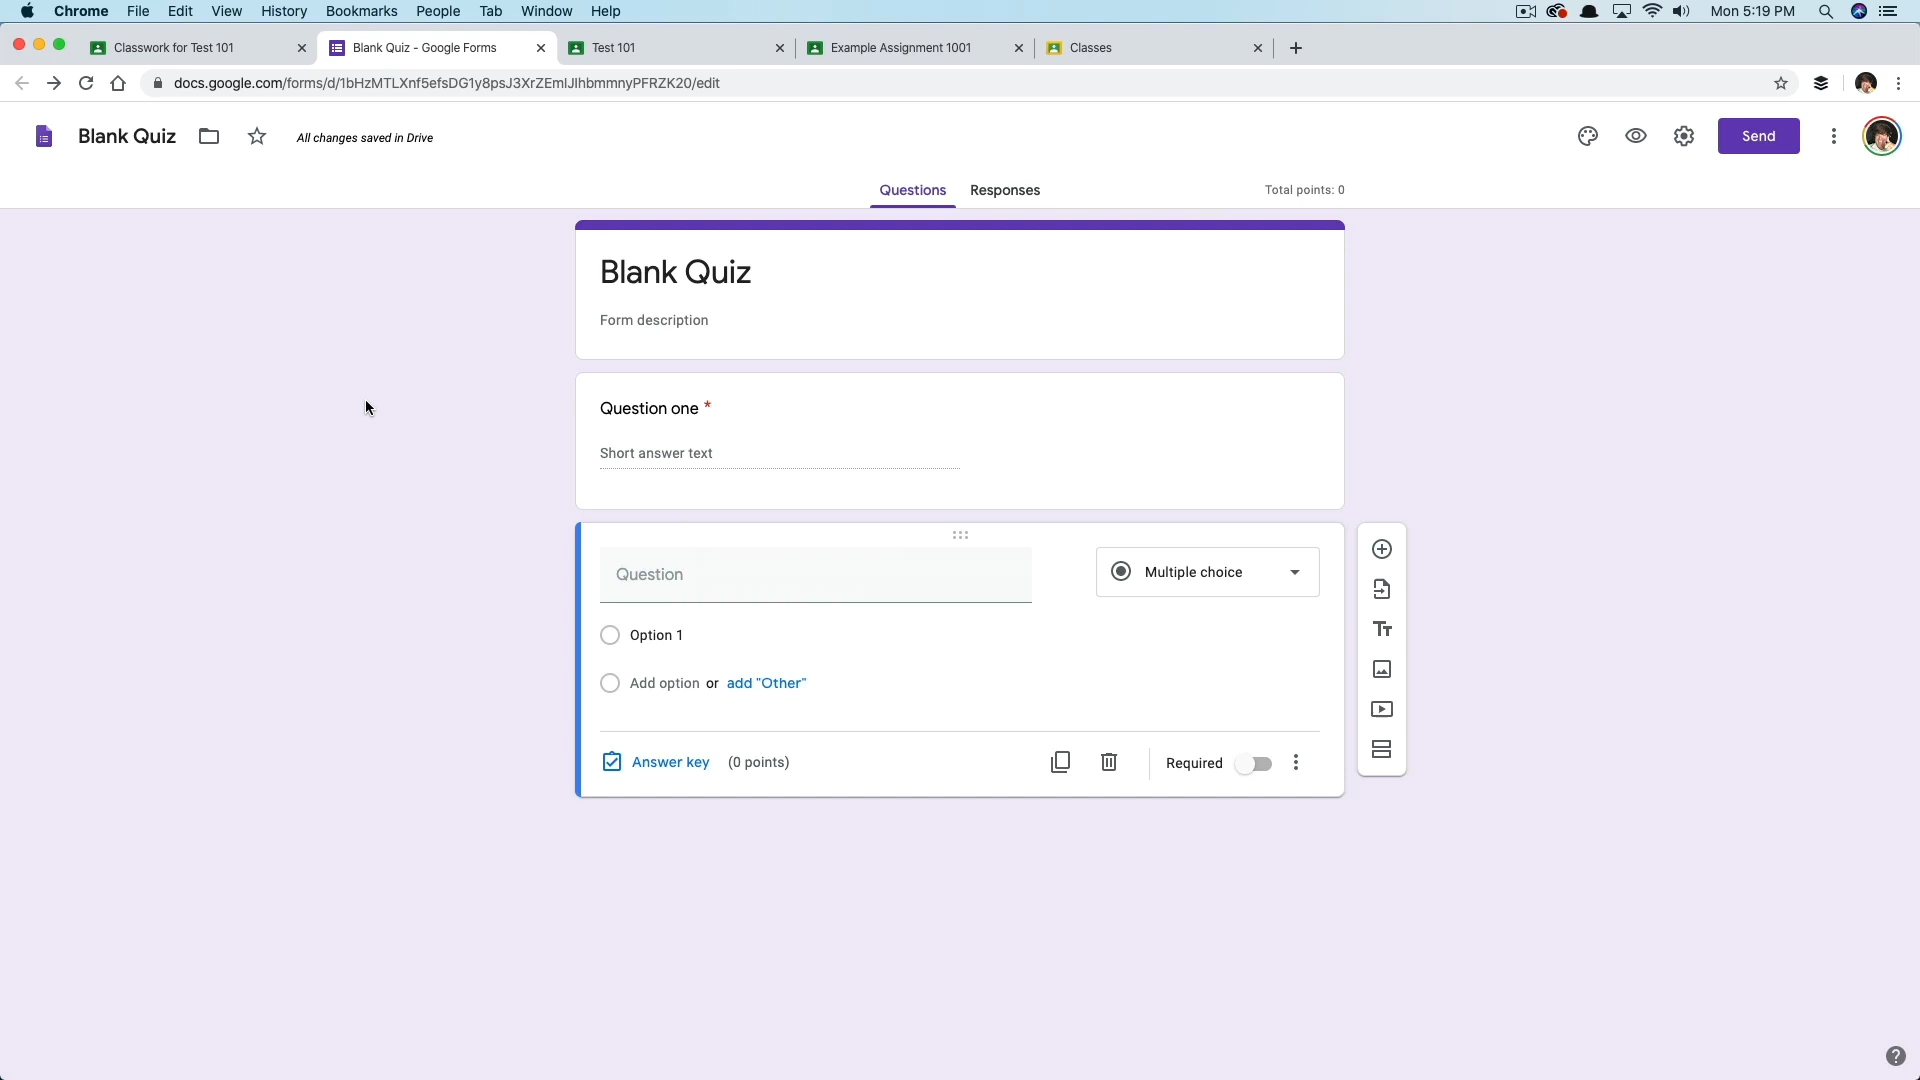 Chrome File Edit View History Bookmarks People Tab Window Help Mon 5:19 PM
Classwork for Test 101 Blank Quiz - Google Forms Test 101 Example Assignment 1001 Classes
docs.google.com/forms/d/1bHzMTLXnf5efsDG1y8psJ3XrZEmlJIhbmmnyPFRZK20/edit
Blank Quiz All changes saved in Drive Send
Questions Responses Total points: 0
Blank Quiz
Form description
Question one *
Short answer text
Question Multiple choice
Option 1
Add option or add "Other"
Answer key (0 points) Required